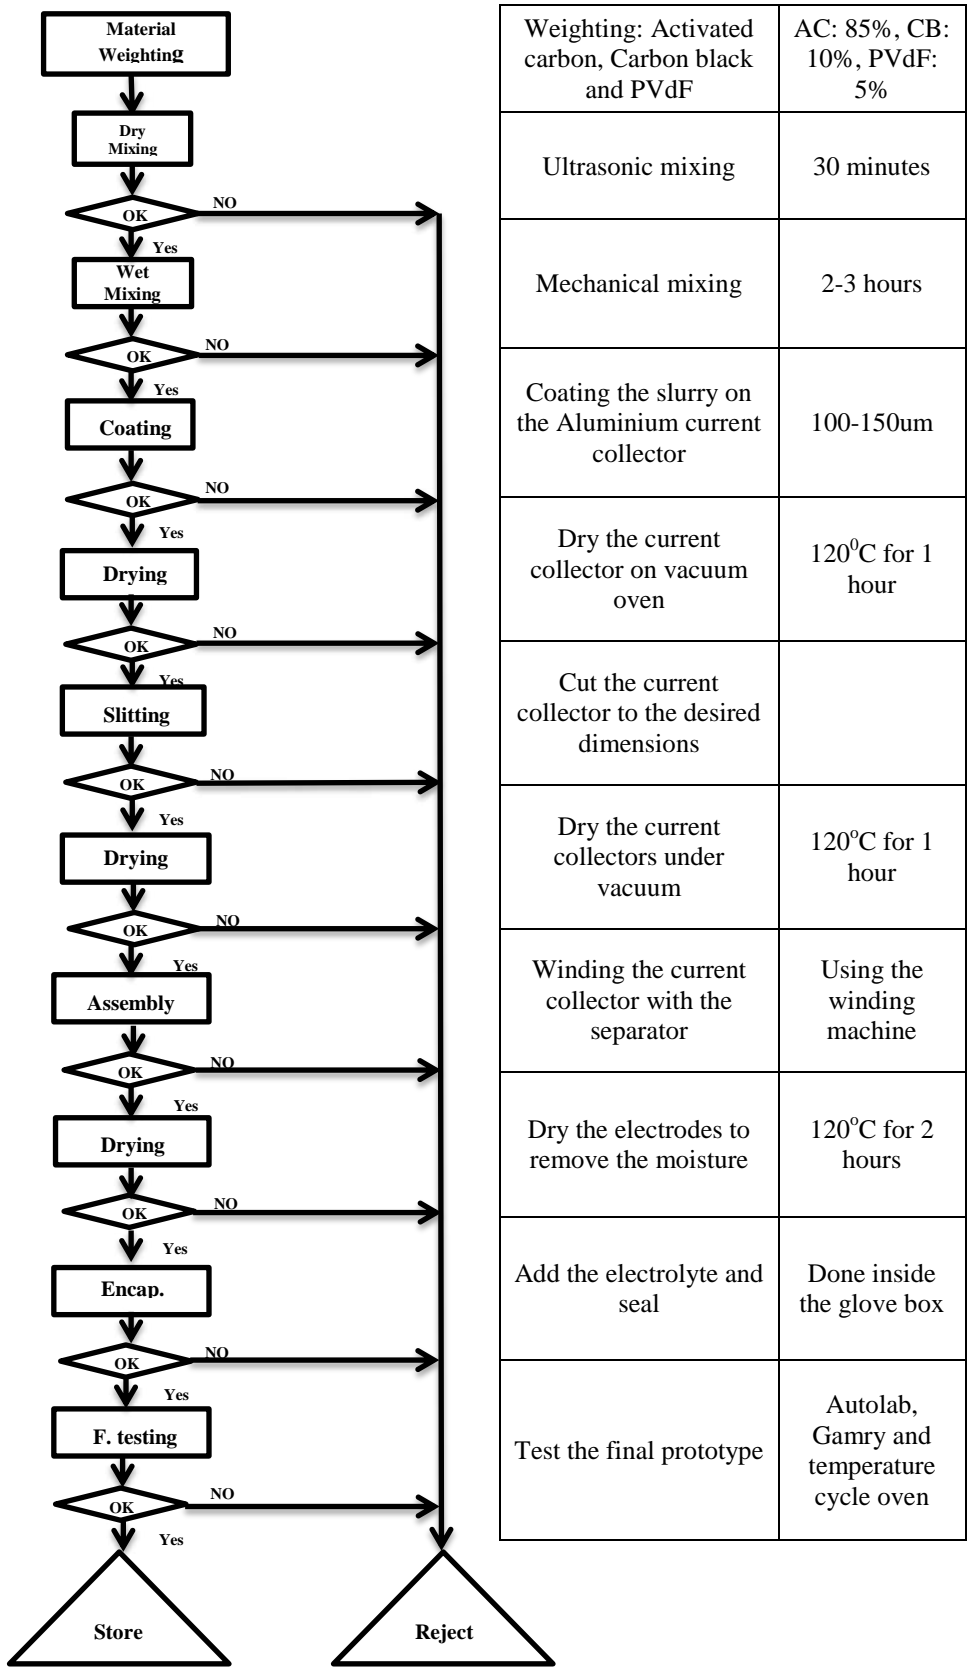 Material
Weighting
Dry
Mixing
OK
NO
Yes
Wet
Mixing
OK
NO
Yes
Coating
OK
NO
Yes
Drying
OK
NO
Yes
Slitting
OK
NO
Yes
Drying
OK
NO
Yes
Assembly
OK
NO
Yes
Drying
OK
NO
Yes
Encap.
OK
NO
Yes
F. testing
OK
NO
Yes
Store
Reject
Weighting: Activated
carbon, Carbon black
and PVdF
AC: 85%, CB:
10%, PVdF:
5%
Ultrasonic mixing
30 minutes
Mechanical mixing
2-3 hours
Coating the slurry on
the Aluminium current
collector
100-150um
Dry the current
collector on vacuum
oven
120⁰C for 1
hour
Cut the current
collector to the desired
dimensions
Dry the current
collectors under
vacuum
120ᵒC for 1
hour
Winding the current
collector with the
separator
Using the
winding
machine
Dry the electrodes to
remove the moisture
120ᵒC for 2
hours
Add the electrolyte and
seal
Done inside
the glove box
Test the final prototype
Autolab,
Gamry and
temperature
cycle oven